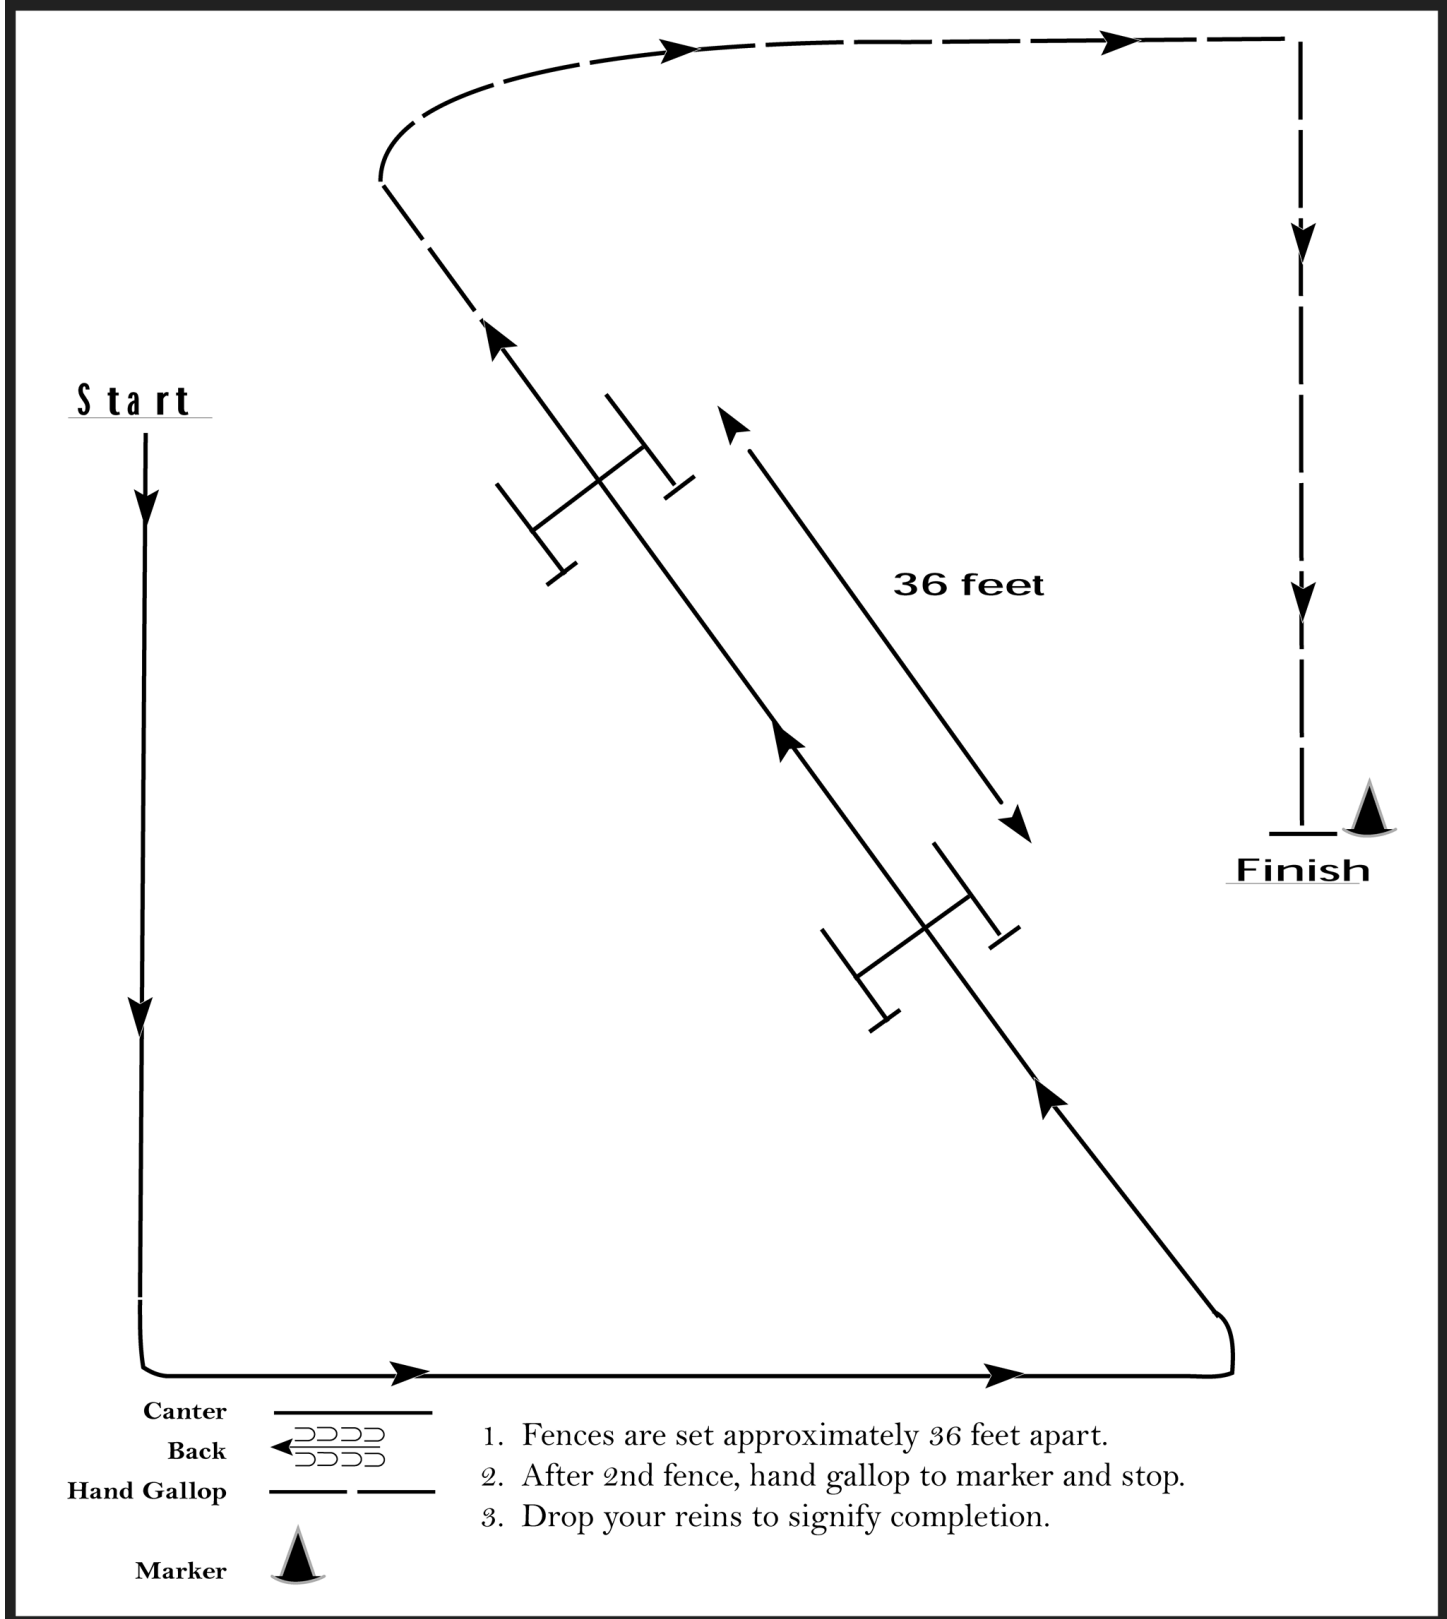 Start
36 feet
Finish
Canter
Back
Hand Gallop
Marker
1. Fences are set approximately 36 feet apart.
2. After 2nd fence, hand gallop to marker and stop.
3. Drop your reins to signify completion.